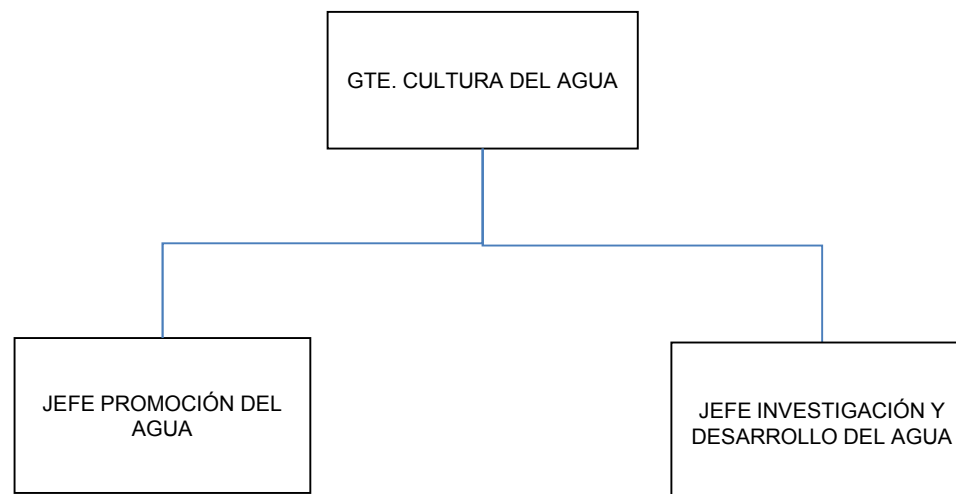 GTE. CULTURA DEL AGUA
JEFE PROMOCIÓN DEL
AGUA
JEFE INVESTIGACIÓN Y
DESARROLLO DEL AGUA